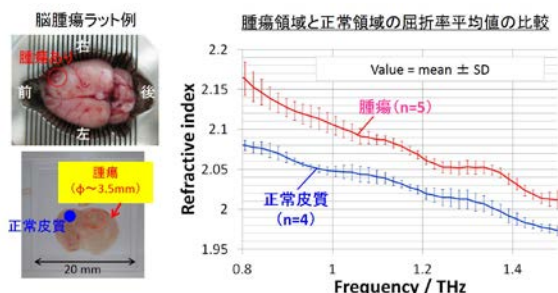 脳腫瘍ラット例
腫瘍あり
右
前
後
左
腫瘍
(φ～3.5mm)
正常皮質
20 mm
腫瘍領域と正常領域の屈折率平均値の比較
Value = mean ± SD
腫瘍(n=5)
正常皮質
(n=4)
Refractive index
2.2
2.15
2.1
2.05
2
1.95
0.8
1
1.2
1.4
Frequency / THz